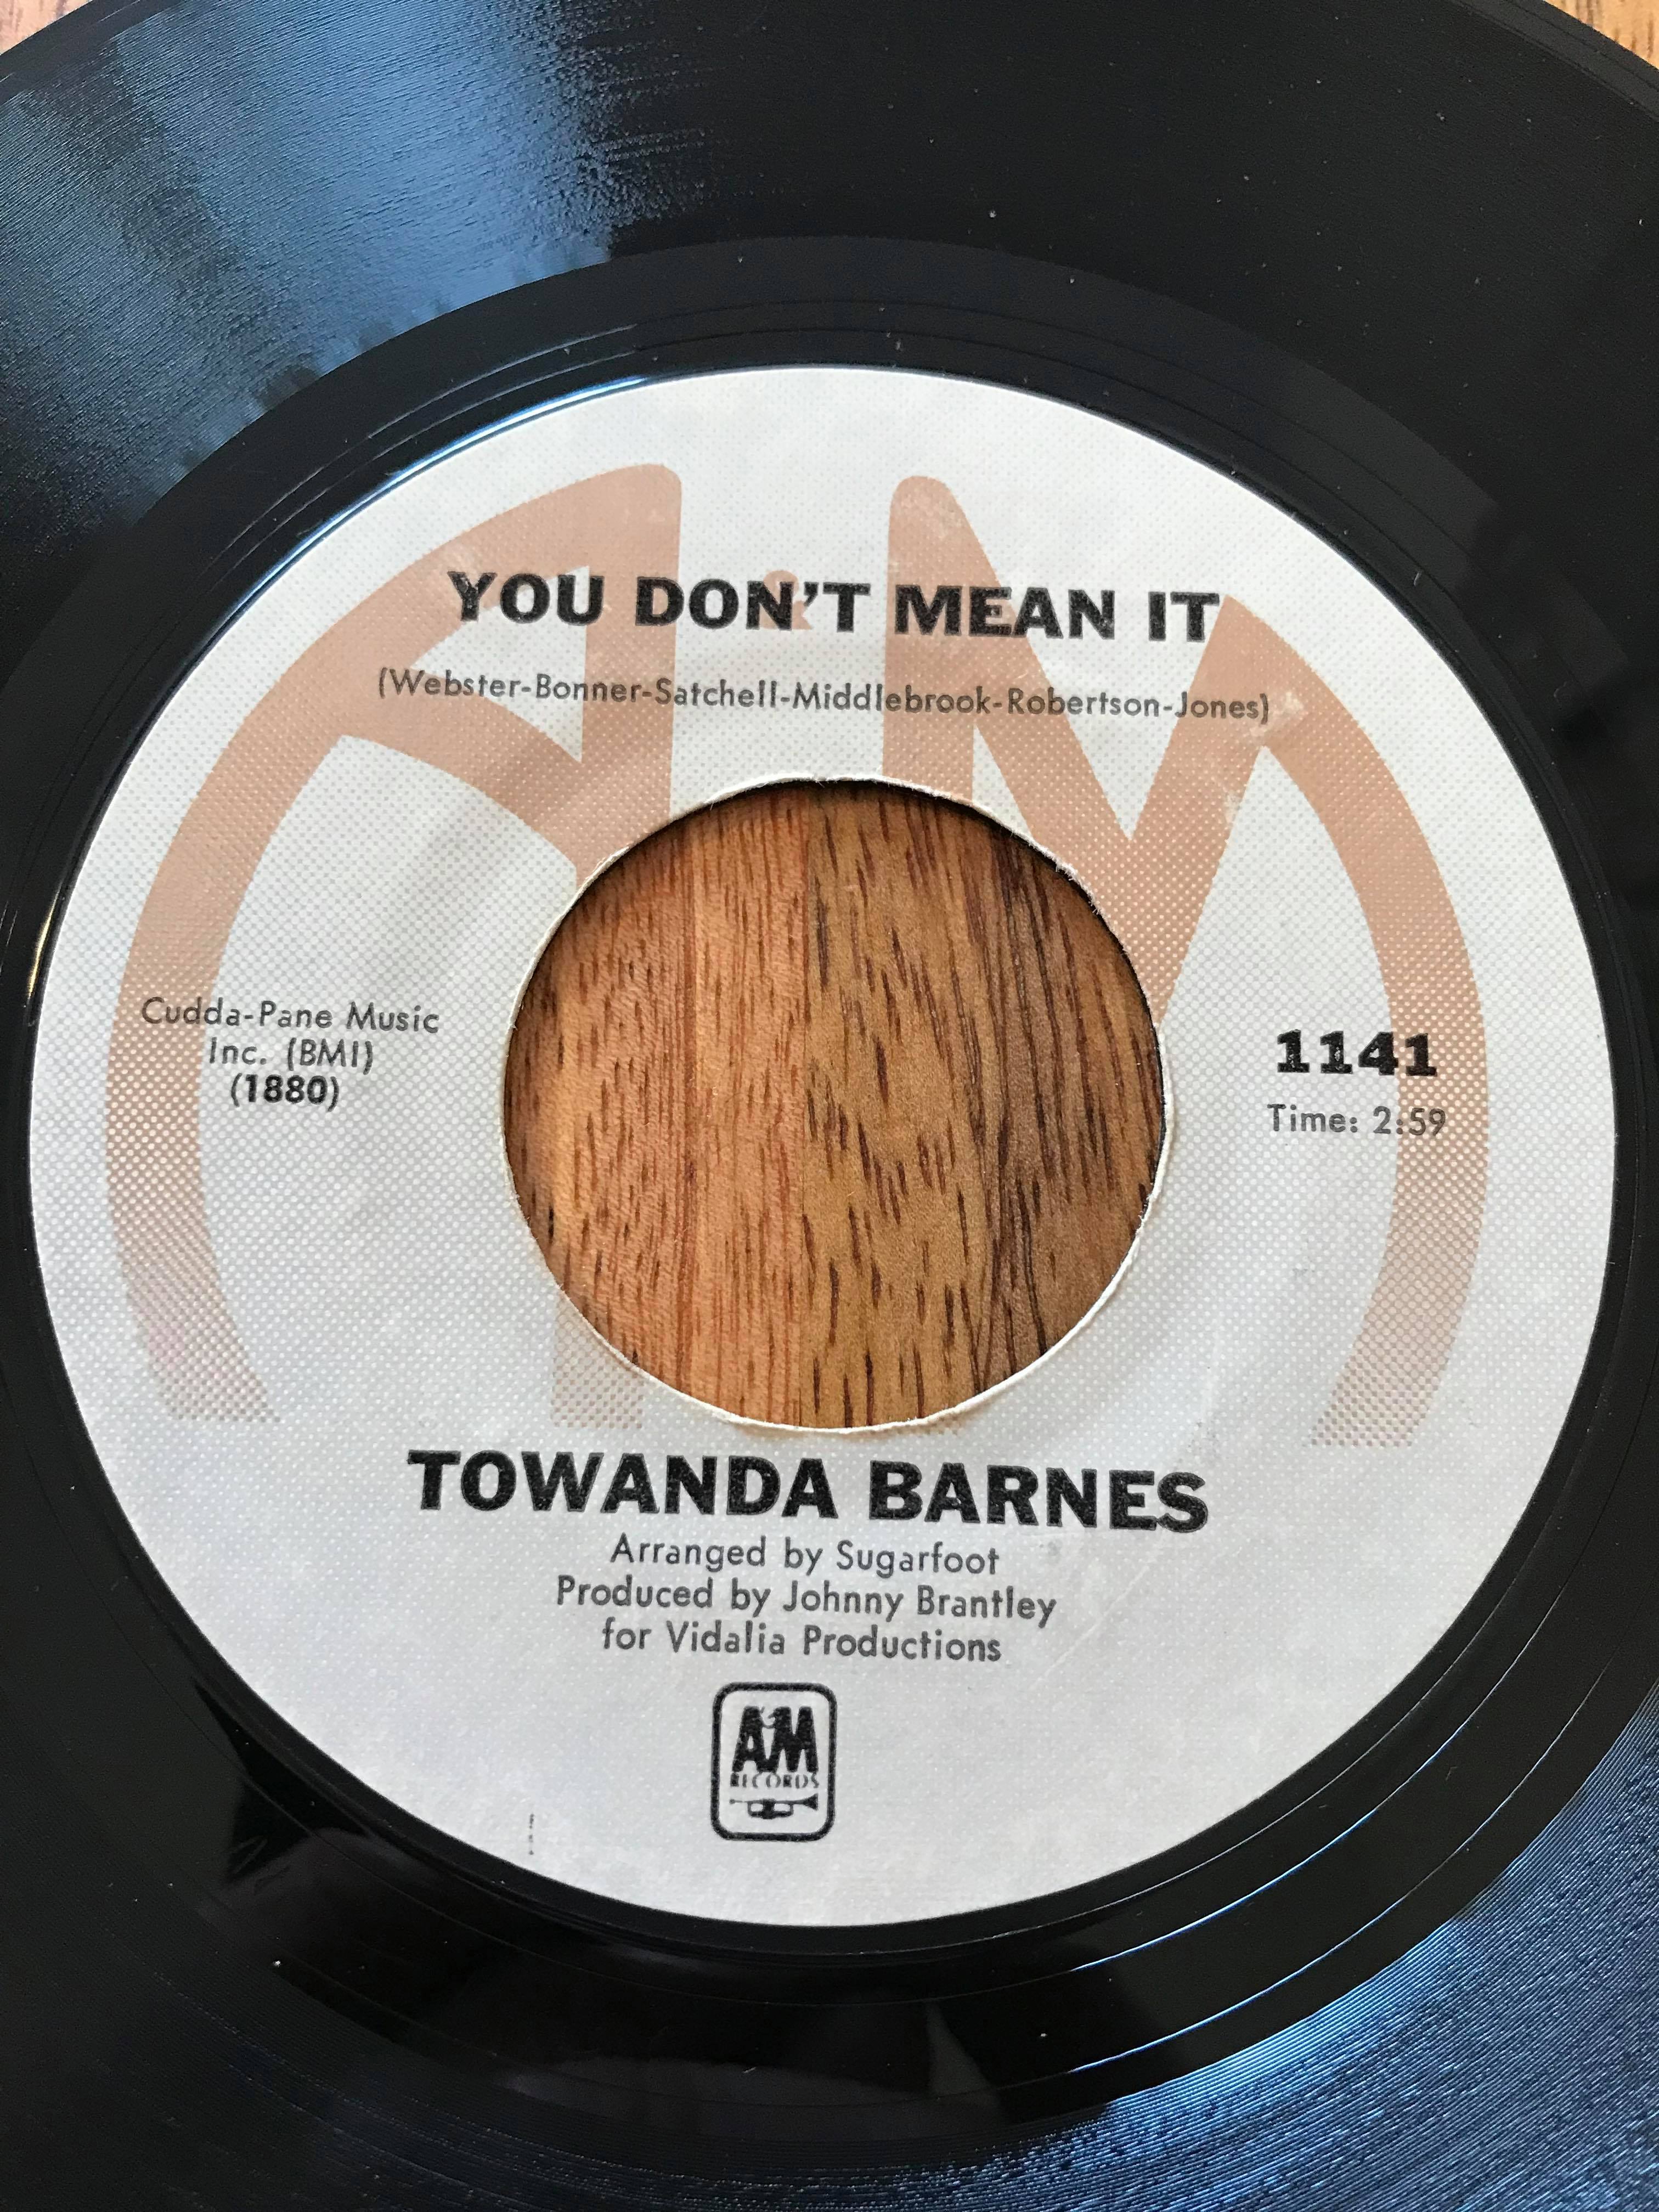 A&M
YOU DON'T MEAN IT
(Webster-Bonner-Satchell-Middlebrook-Robertson-Jones)
Cudda-Pane Music
Inc. (BMI)
(1880)
1141
Time: 2:59
TOWANDA BARNES
Arranged by Sugarfoot
Produced by Johnny Brantley
for Vidalia Productions
A&M
RECORDS